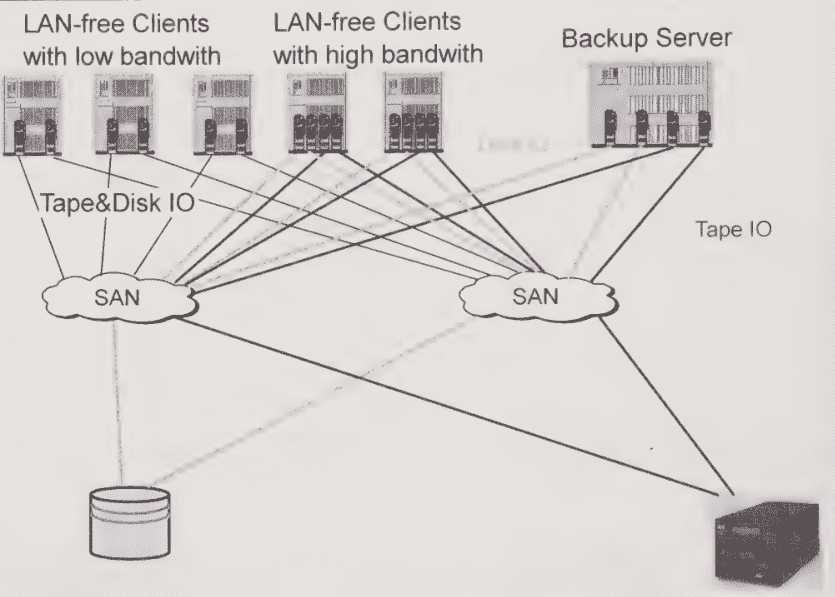 LAN-free Clients
with low bandwith
LAN-free Clients
with high bandwith
Backup Server
Tape&Disk IO
Tape IO
SAN
SAN